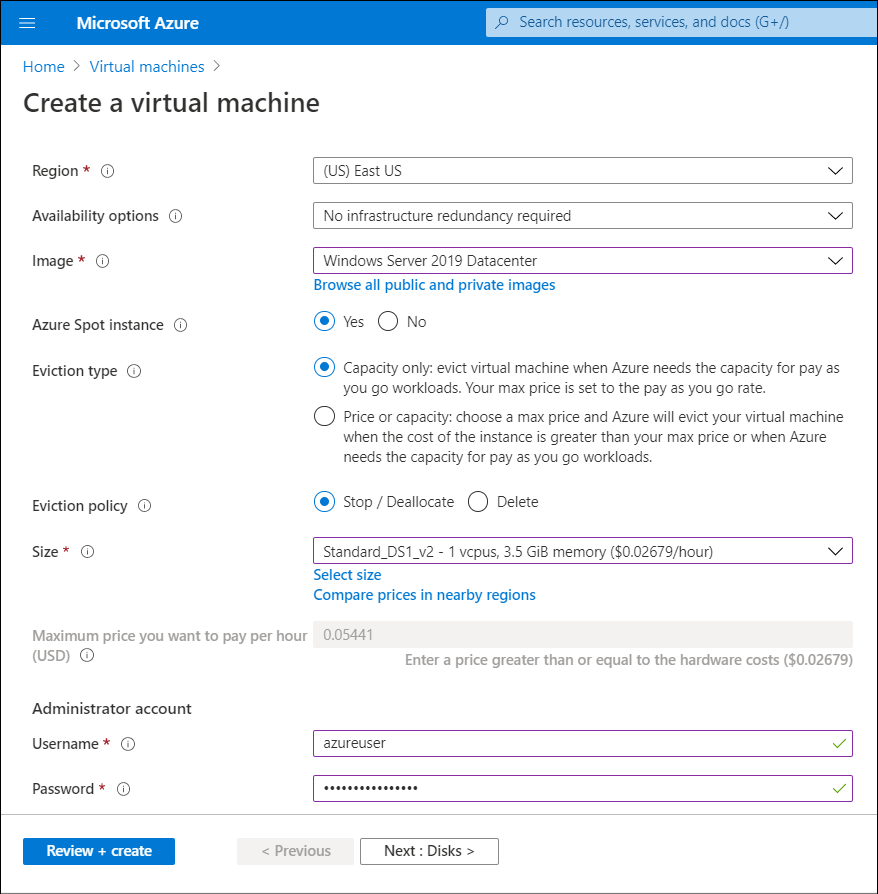 Microsoft Azure
Search resources, services, and docs (G+/)
Home > Virtual machines >
Create a virtual machine
Region *
(US) East US
Availability options
No infrastructure redundancy required
Image *
Windows Server 2019 Datacenter
Browse all public and private images
Azure Spot instance
Yes No
Eviction type
Capacity only: evict virtual machine when Azure needs the capacity for pay as
you go workloads. Your max price is set to the pay as you go rate.
Price or capacity: choose a max price and Azure will evict your virtual machine
when the cost of the instance is greater than your max price or when Azure
needs the capacity for pay as you go workloads.
Eviction policy
Stop / Deallocate Delete
Size *
Standard_DS1_v2 - 1 vcpus, 3.5 GiB memory ($0.02679/hour)
Select size
Compare prices in nearby regions
Maximum price you want to pay per hour
(USD)
0.05441
Enter a price greater than or equal to the hardware costs ($0.02679)
Administrator account
Username *
azureuser
Password *
••••••••••••••••
Review + create
< Previous
Next : Disks >